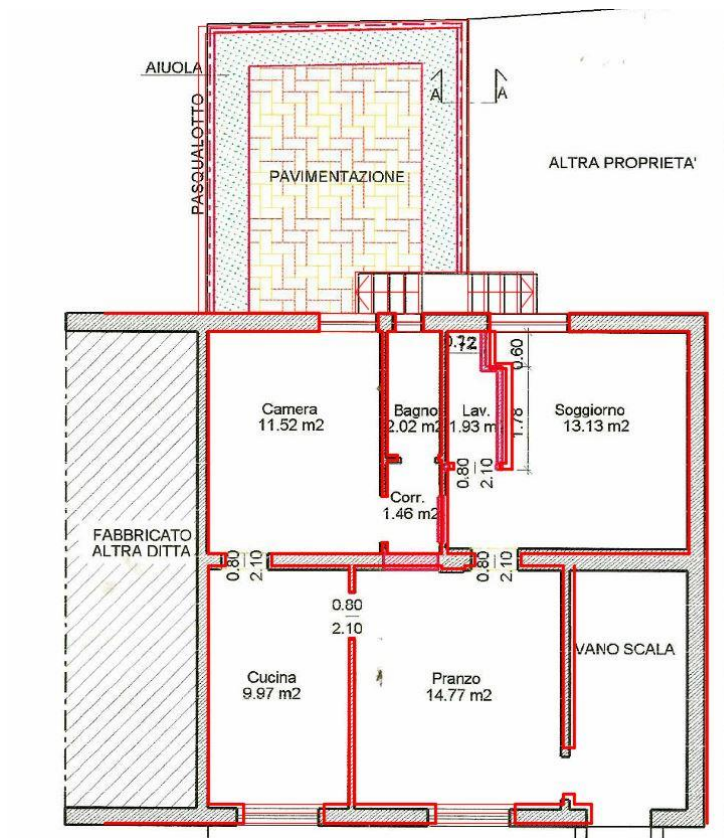 AIUOLA
PASQUALOTTO
A
A
PAVIMENTAZIONE
ALTRA PROPRIETA'
0.72
0.60
Camera
11.52 m2
Bagno
2.02 m2
Lav.
1.93 m
1.78
Soggiorno
13.13 m2
0.80
2.10
Corr.
1.46 m2
FABBRICATO
ALTRA DITTA
0.80
2.10
0.80
2.10
0.80
2.10
Cucina
9.97 m2
Pranzo
14.77 m2
VANO SCALA